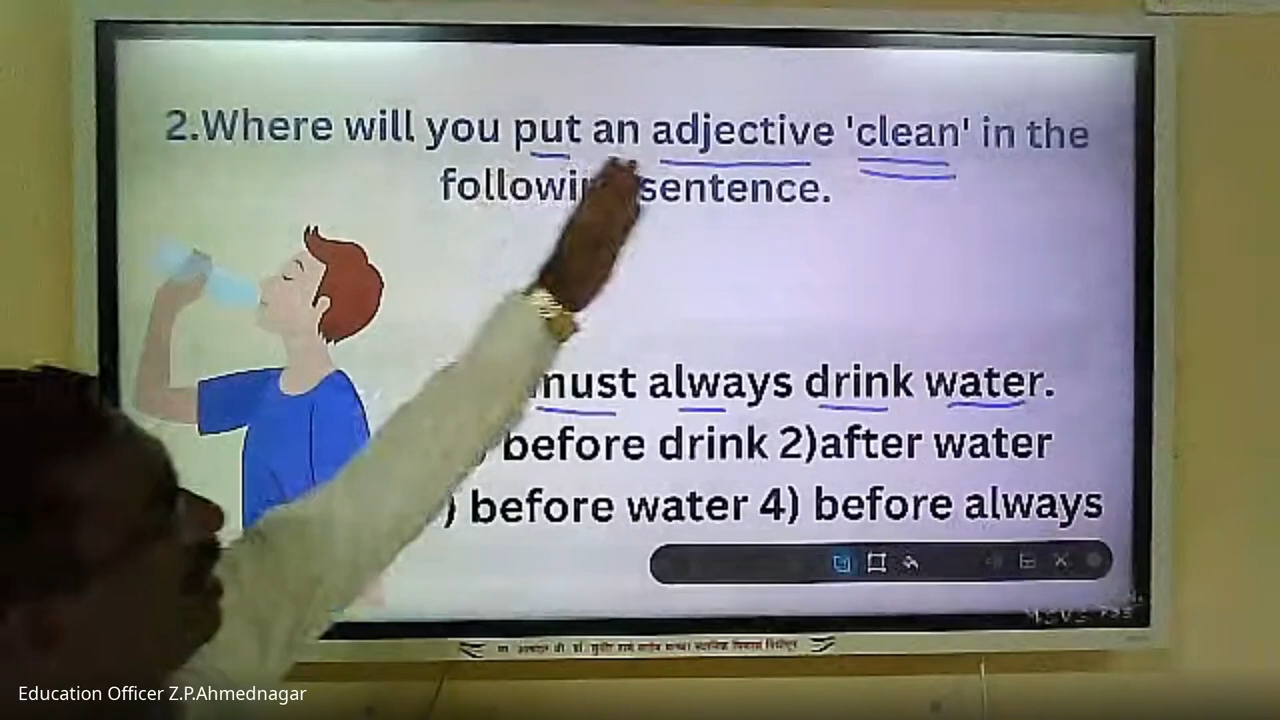 2.Where will you put an adjective 'clean' in the
sentence.
must always drink water.
before drink 2)after water
) before water 4) before always
Education Officer Z.P.Ahmednagar